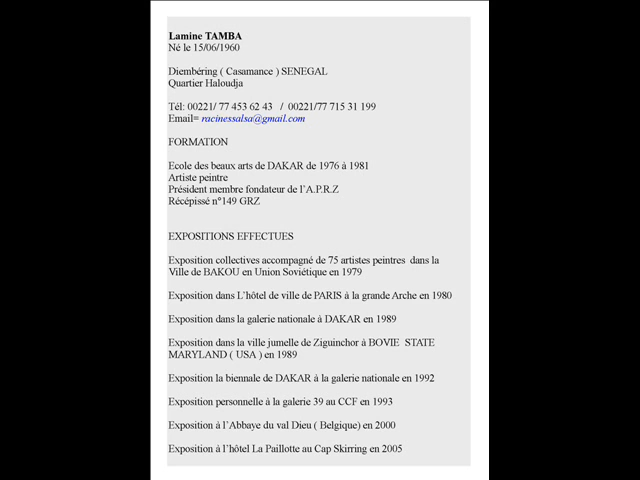 Lamine TAMBA
Né le 15/06/1960
Diembéring ( Casamance ) SENEGAL
Quartier Haloudja
Tél: 00221/ 77 453 62 43   /  00221/77 715 31 199
Email= racinessalsa@gmail.com
FORMATION
Ecole des beaux arts de DAKAR de 1976 à 1981
Artiste peintre
Président membre fondateur de l'A.P.R.Z
Récépissé n°149 GRZ
EXPOSITIONS EFFECTUES
Exposition collectives accompagné de 75 artistes peintres  dans la
Ville de BAKOU en Union Soviétique en 1979
Exposition dans L'hôtel de ville de PARIS à la grande Arche en 1980
Exposition dans la galerie nationale à DAKAR en 1989
Exposition dans la ville jumelle de Ziguinchor à BOVIE  STATE
MARYLAND ( USA ) en 1989
Exposition la biennale de DAKAR à la galerie nationale en 1992
Exposition personnelle à la galerie 39 au CCF en 1993
Exposition à l'Abbaye du val Dieu ( Belgique) en 2000
Exposition à l'hôtel La Paillotte au Cap Skirring en 2005